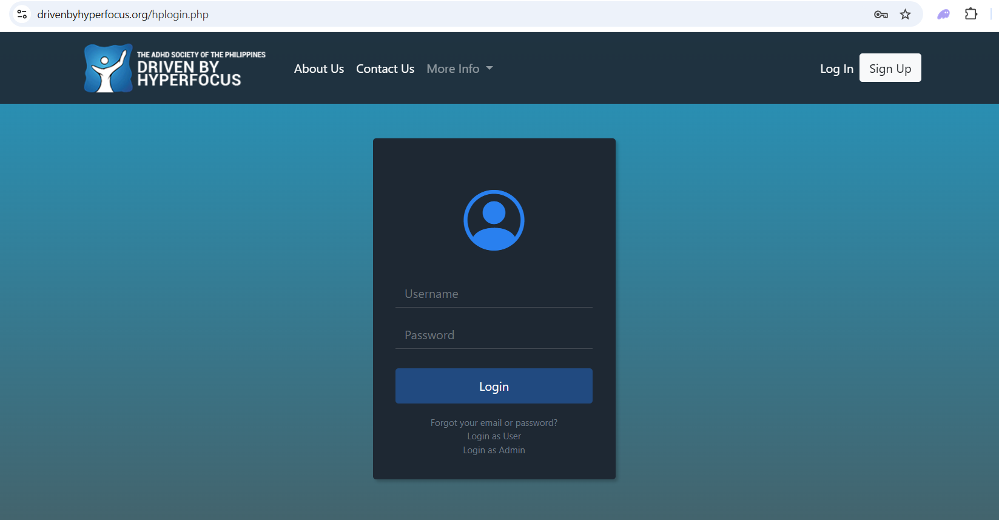 drivenbyhyperfocus.org/hplogin.php
THE ADHD SOCIETY OF THE PHILIPPINES
DRIVEN BY
HYPERFOCUS
About Us
Contact Us
More Info
Log In
Sign Up
Username
Password
Login
Forgot your email or password?
Login as User
Login as Admin